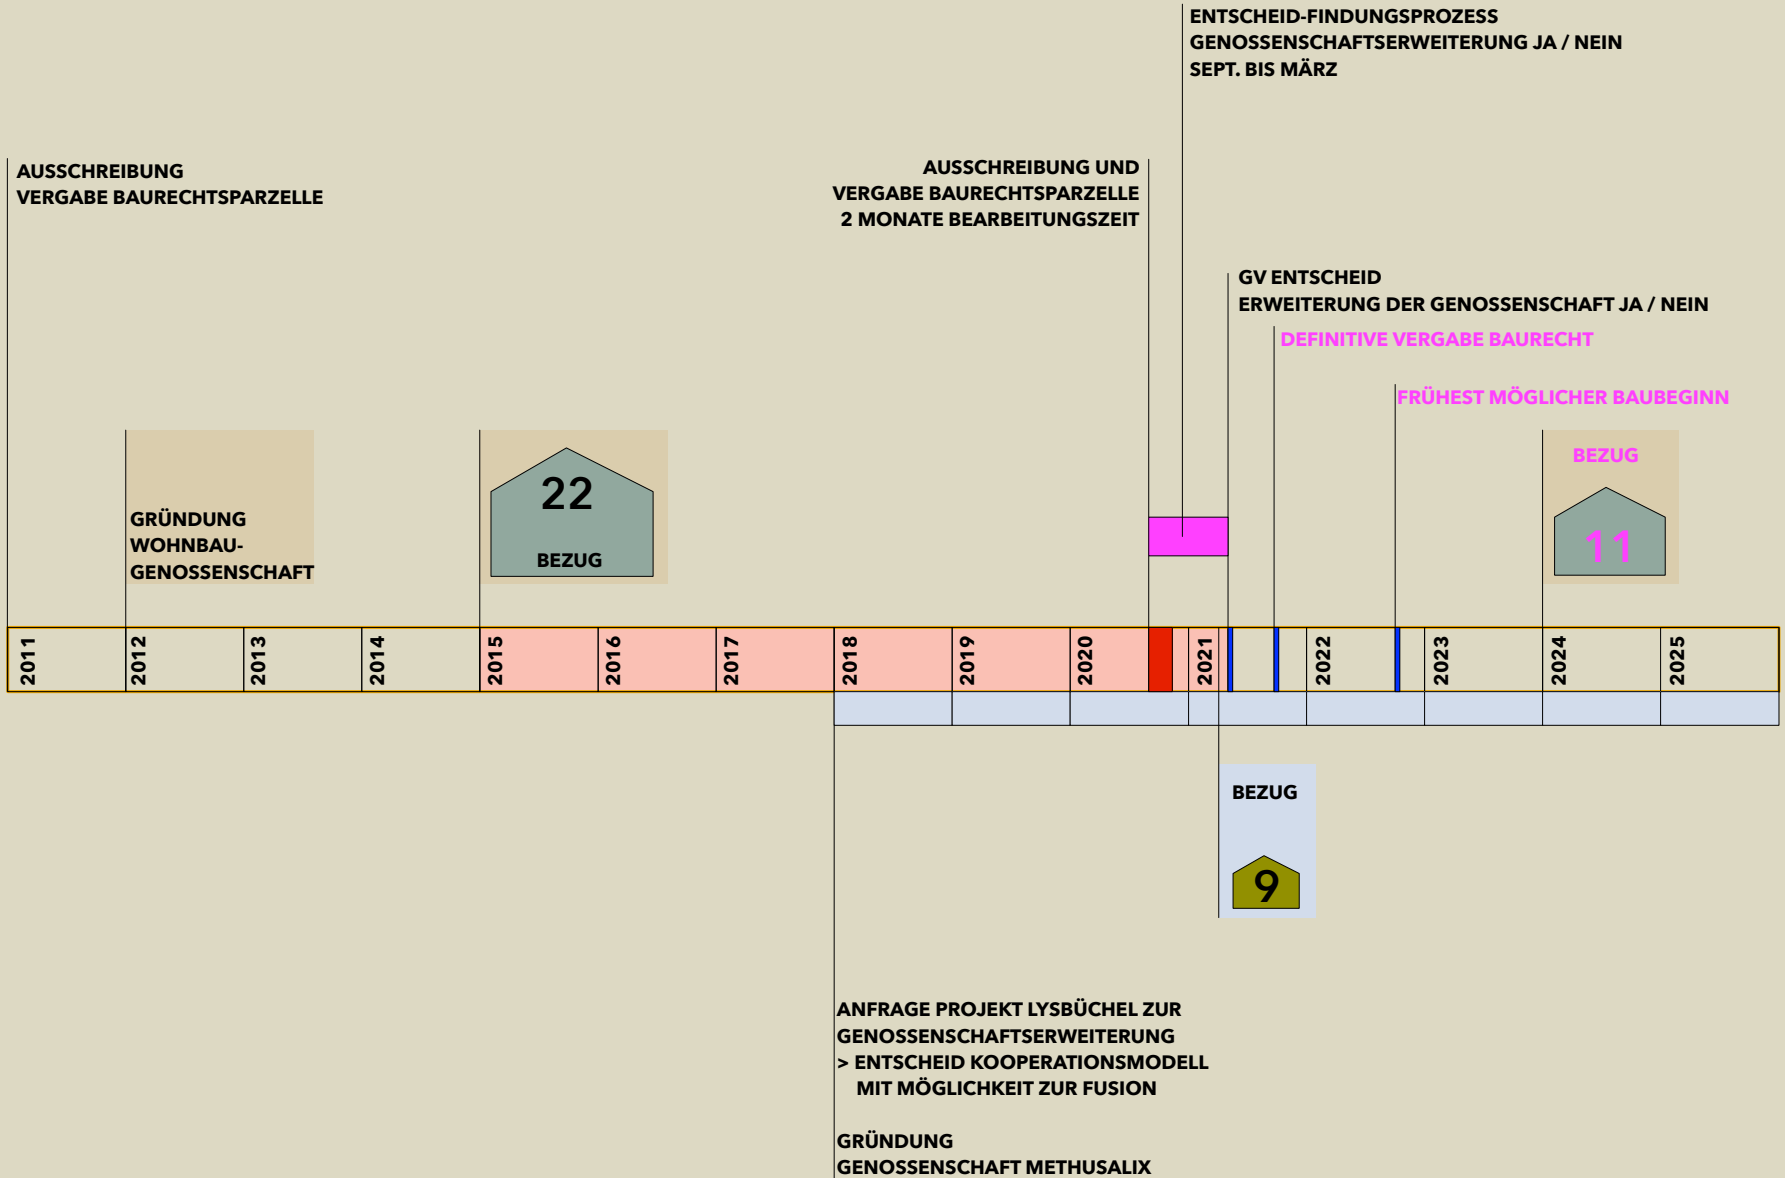 ENTSCHEID-FINDUNGSPROZESS
GENOSSENSCHAFTSERWEITERUNG JA / NEIN
SEPT. BIS MÄRZ
AUSSCHREIBUNG
VERGABE BAURECHTSPARZELLE
AUSSCHREIBUNG UND
VERGABE BAURECHTSPARZELLE
2 MONATE BEARBEITUNGSZEIT
GV ENTSCHEID
ERWEITERUNG DER GENOSSENSCHAFT JA / NEIN
DEFINITIVE VERGABE BAURECHT
FRÜHEST MÖGLICHER BAUBEGINN
GRÜNDUNG
WOHNBAU-
GENOSSENSCHAFT
22
BEZUG
BEZUG
11
2011
2012
2013
2014
2015
2016
2017
2018
2019
2020
2021
2022
2023
2024
2025
BEZUG
9
ANFRAGE PROJEKT LYSBÜCHEL ZUR
GENOSSENSCHAFTSERWEITERUNG
> ENTSCHEID KOOPERATIONSMODELL
MIT MÖGLICHKEIT ZUR FUSION
GRÜNDUNG
GENOSSENSCHAFT METHUSALIX